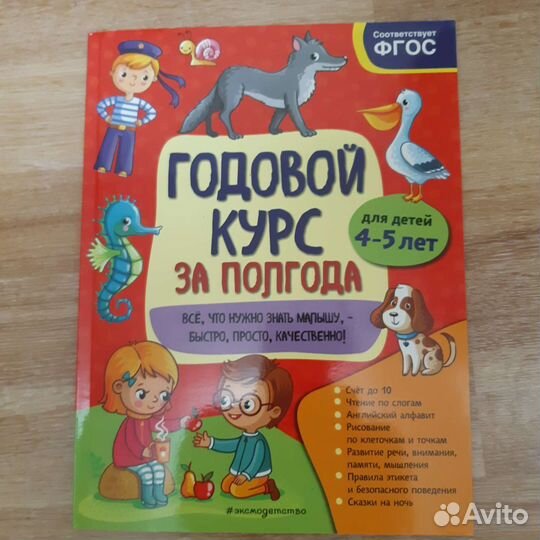 Соответствует
ФГОС
ГОДОВОЙ
КУРС
ЗА ПОЛГОДА
для детей
4-5 лет
ВСЁ, ЧТО НУЖНО ЗНАТЬ МАЛЫШУ, –
БЫСТРО, ПРОСТО, КАЧЕСТВЕННО!
• Счёт до 10
• Чтение по слогам
• Английский алфавит
• Рисование
по клеточкам и точкам
• Развитие речи, внимания,
памяти, мышления
• Правила этикета
и безопасного поведения
• Сказки на ночь
#эксмодетство
Avito